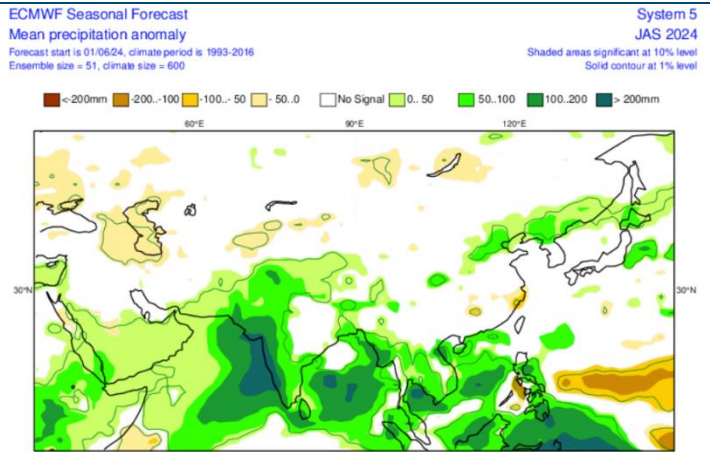 ECMWF Seasonal Forecast System 5
Mean precipitation anomaly JAS 2024
Forecast start is 01/06/24, climate period is 1993-2016 Shaded areas significant at 10% level
Ensemble size = 51, climate size = 600 Solid contour at 1% level
<-200mm -200..-100 -100..- 50 - 50..0 No Signal 0.. 50 50..100 100..200 > 200mm
60°E 90°E 120°E
30°N 30°N